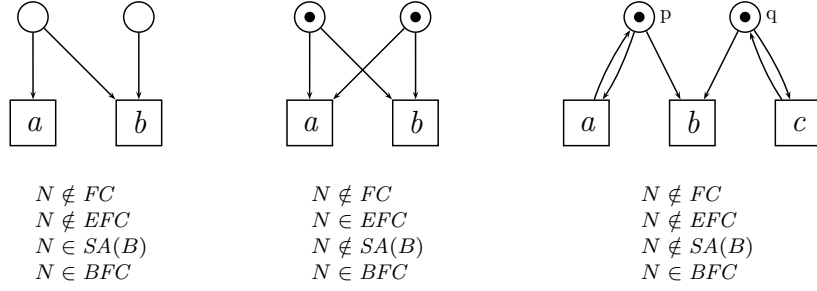 p q
a b a b a b c
N ∉ FC N ∉ FC N ∉ FC
N ∉ EFC N ∈ EFC N ∉ EFC
N ∈ SA(B) N ∉ SA(B) N ∉ SA(B)
N ∈ BFC N ∈ BFC N ∈ BFC